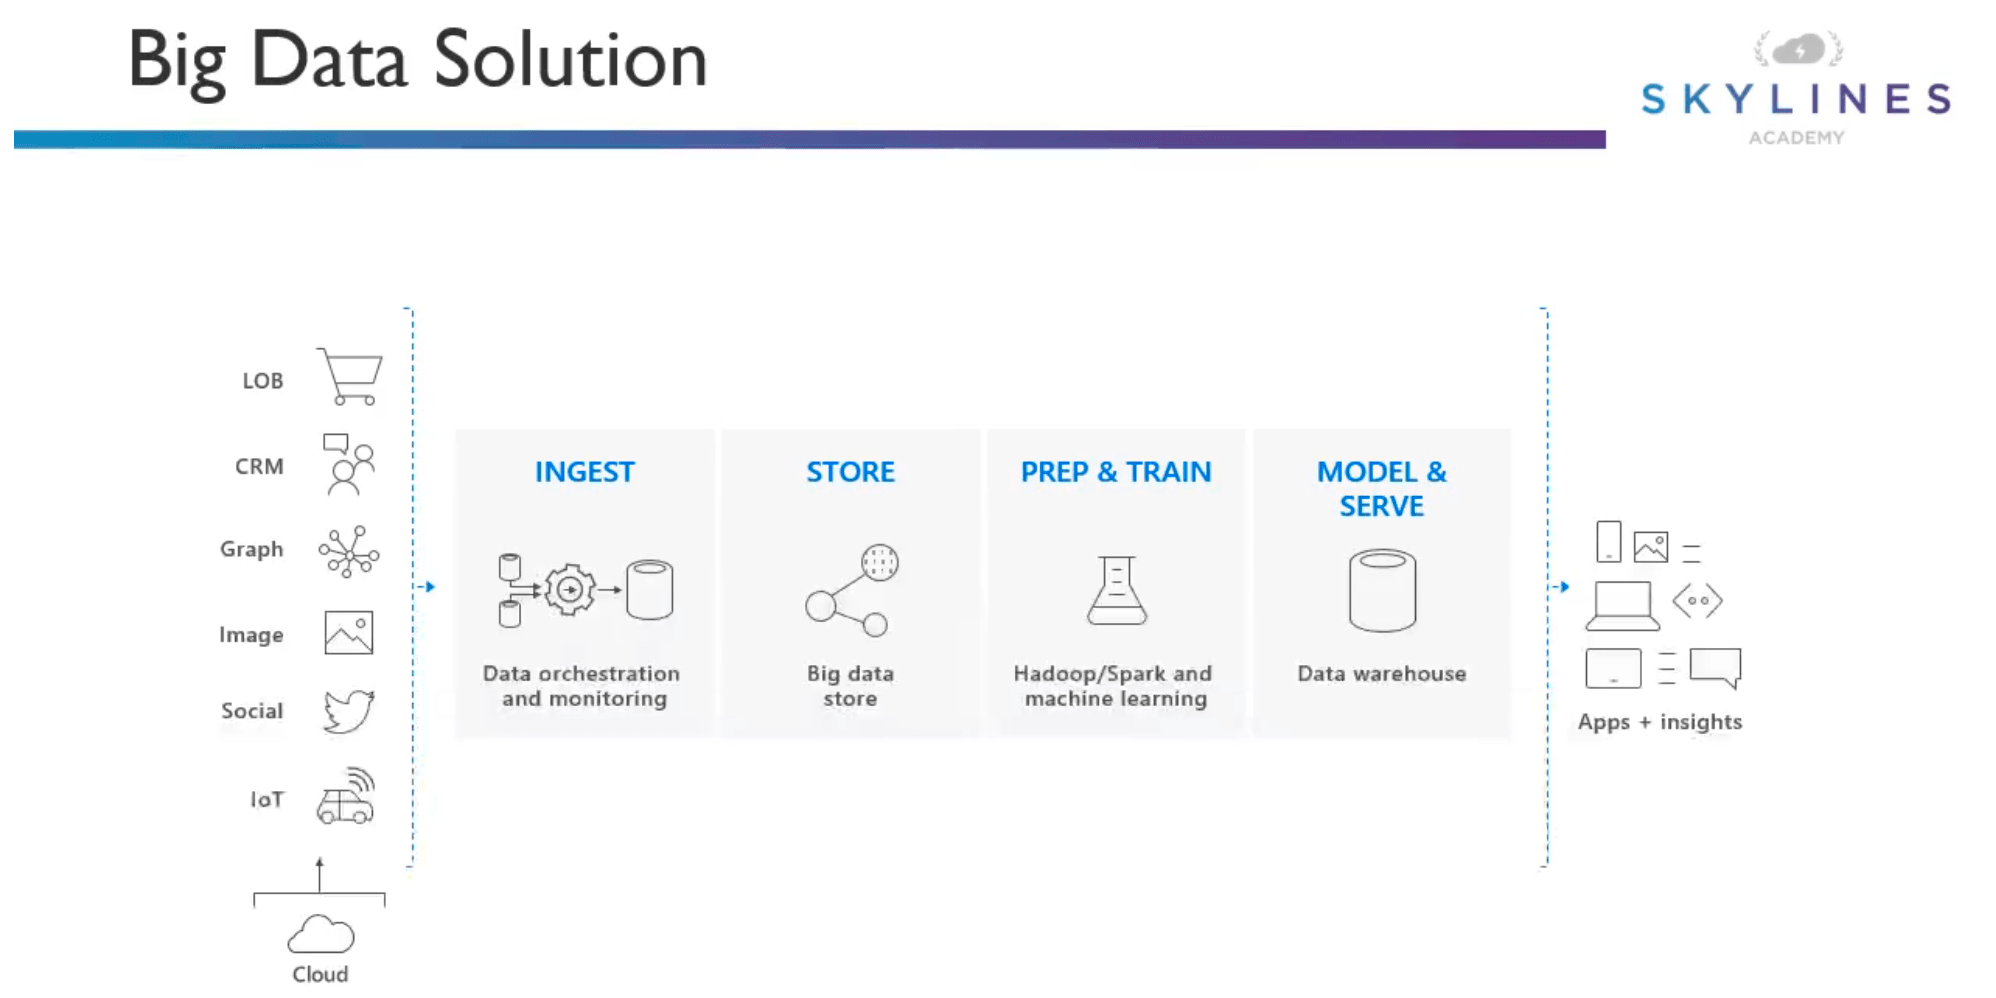 Big Data Solution
SKYLINES
ACADEMY
LOB
CRM
Graph
Image
Social
IoT
Cloud
INGEST
Data orchestration
and monitoring
STORE
Big data
store
PREP & TRAIN
Hadoop/Spark and
machine learning
MODEL &
SERVE
Data warehouse
Apps + insights